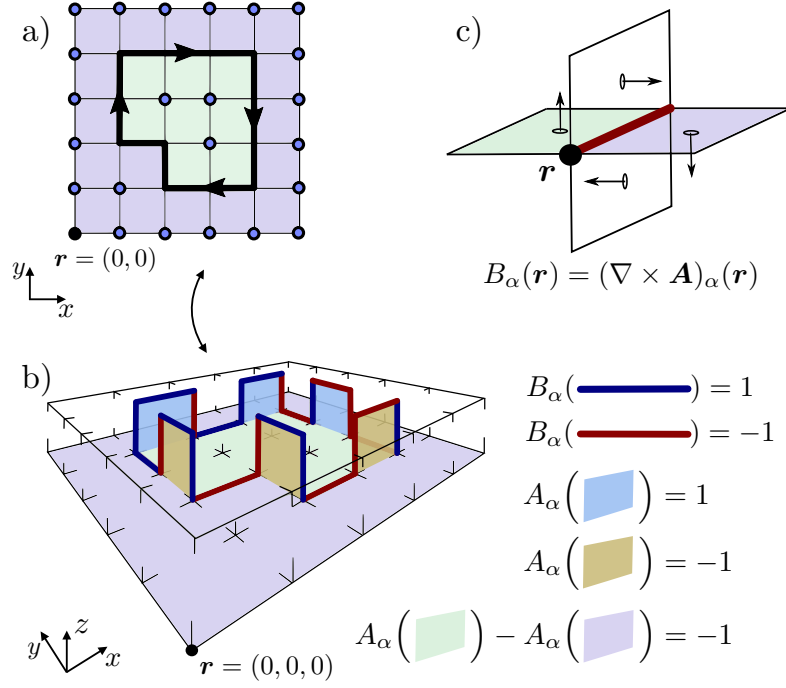 a)
r = (0, 0)
y
x
c)
r
B_α(r) = (∇ × A)_α(r)
b)
z
y
x
r = (0, 0, 0)
B_α( ) = 1
B_α( ) = −1
A_α( ) = 1
A_α( ) = −1
A_α( ) − A_α( ) = −1